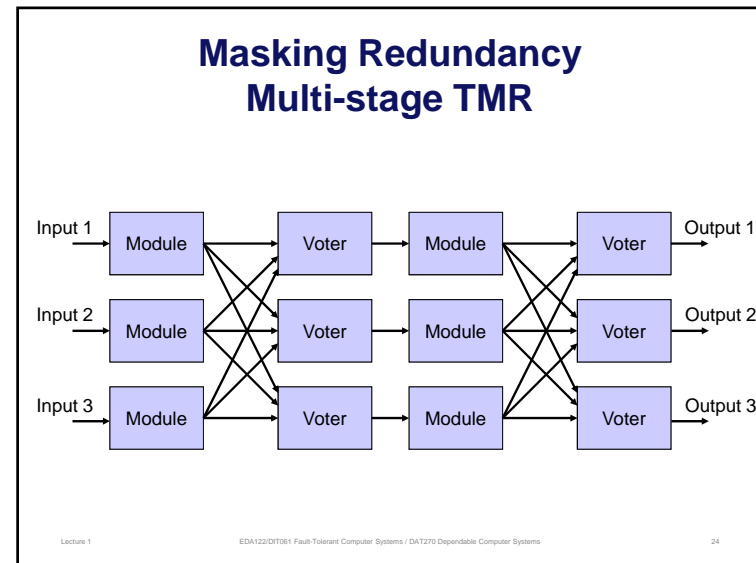 Masking Redundancy
Multi-stage TMR
Input 1
Module
Voter
Module
Voter
Output 1
Input 2
Module
Voter
Module
Voter
Output 2
Input 3
Module
Voter
Module
Voter
Output 3
Lecture 1
EDA122/DIT061 Fault-Tolerant Computer Systems / DAT270 Dependable Computer Systems
24